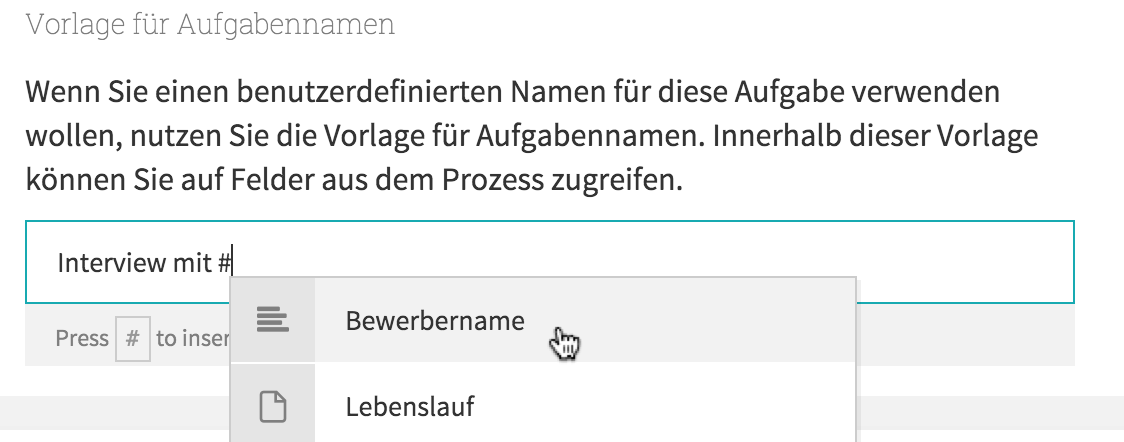 Vorlage für Aufgabennamen
Wenn Sie einen benutzerdefinierten Namen für diese Aufgabe verwenden
wollen, nutzen Sie die Vorlage für Aufgabennamen. Innerhalb dieser Vorlage
können Sie auf Felder aus dem Prozess zugreifen.
Interview mit #
Bewerbername
Press # to inser
Lebenslauf